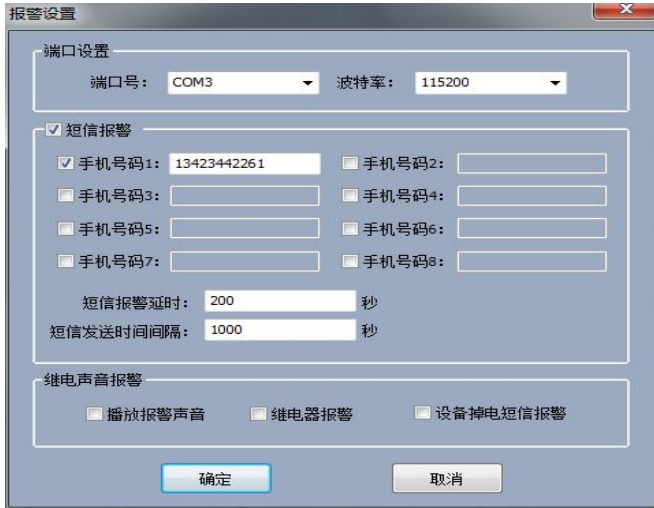 报警设置
端口设置
端口号： COM3 波特率： 115200
短信报警
手机号码1： 13423442261 手机号码2：
手机号码3： 手机号码4：
手机号码5： 手机号码6：
手机号码7： 手机号码8：
短信报警延时： 200 秒
短信发送时间间隔： 1000 秒
继电声音报警
播放报警声音 继电器报警 设备掉电短信报警
确定 取消